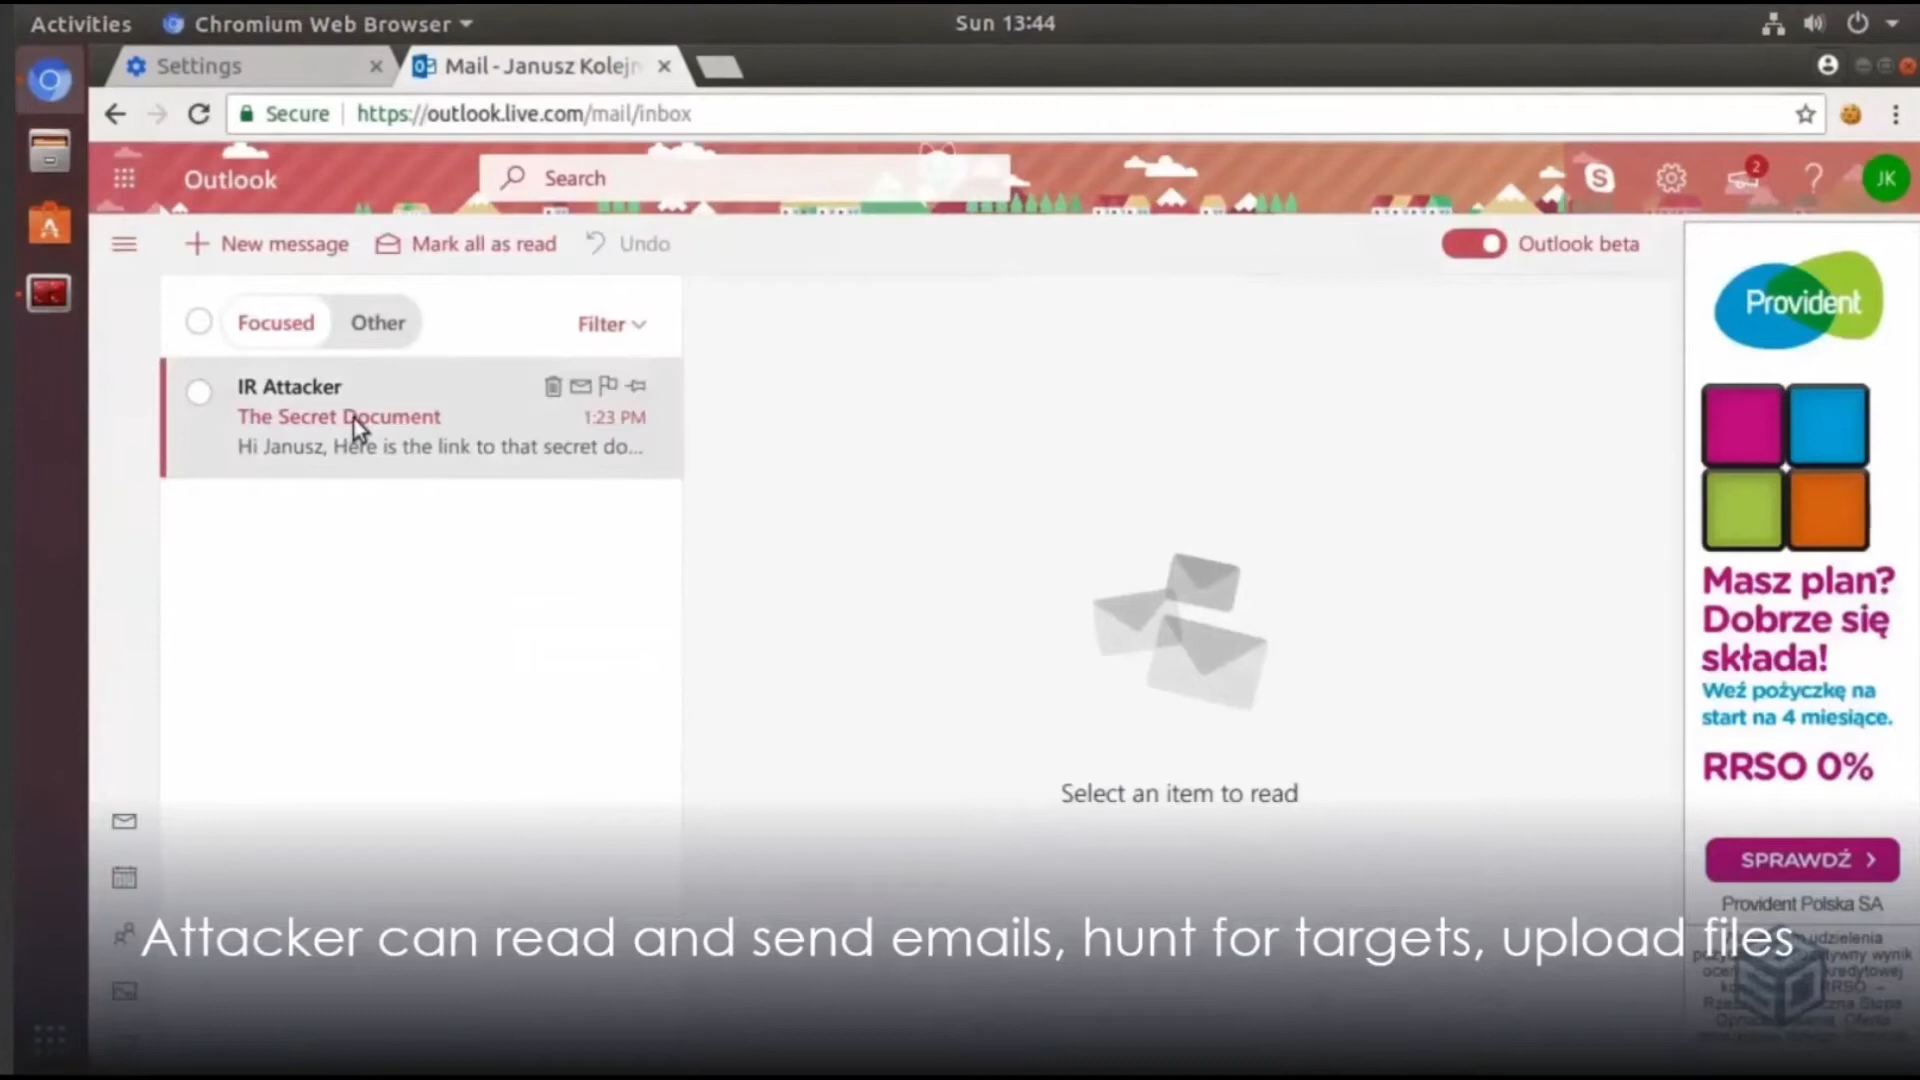 Activities
Chromium Web Browser
Sun 13:44
Settings
Mail - Janusz Kolejn
Secure
https://outlook.live.com/mail/inbox
Outlook
Search
2
JK
New message
Mark all as read
Undo
Outlook beta
Focused
Other
Filter
IR Attacker
The Secret Document
1:23 PM
Hi Janusz, Here is the link to that secret do...
Select an item to read
Provident
Masz plan?
Dobrze się
składa!
Weź pożyczkę na
start na 4 miesiące.
RRSO 0%
SPRAWDŹ
Provident Polska SA
udzielenia
Attacker can read and send emails, hunt for targets, upload files